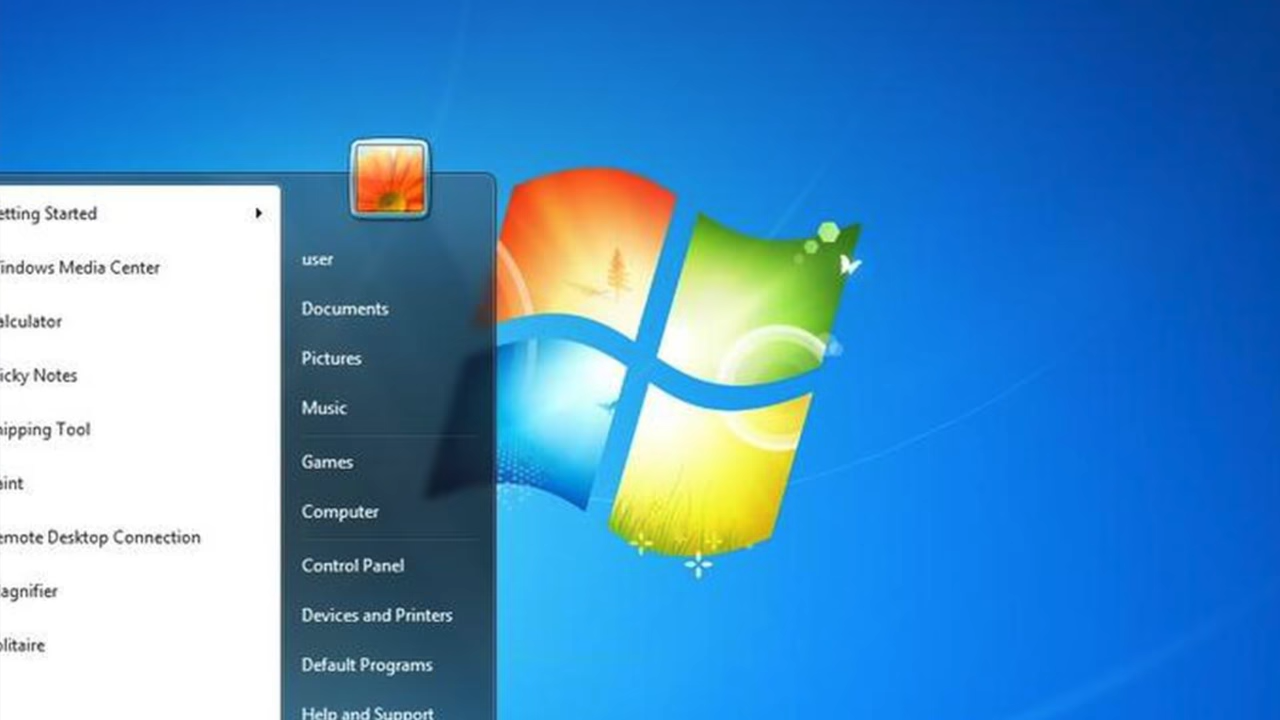 etting Started
indows Media Center
alculator
icky Notes
nipping Tool
aint
emote Desktop Connection
agnifier
olitaire
user
Documents
Pictures
Music
Games
Computer
Control Panel
Devices and Printers
Default Programs
Help and Support